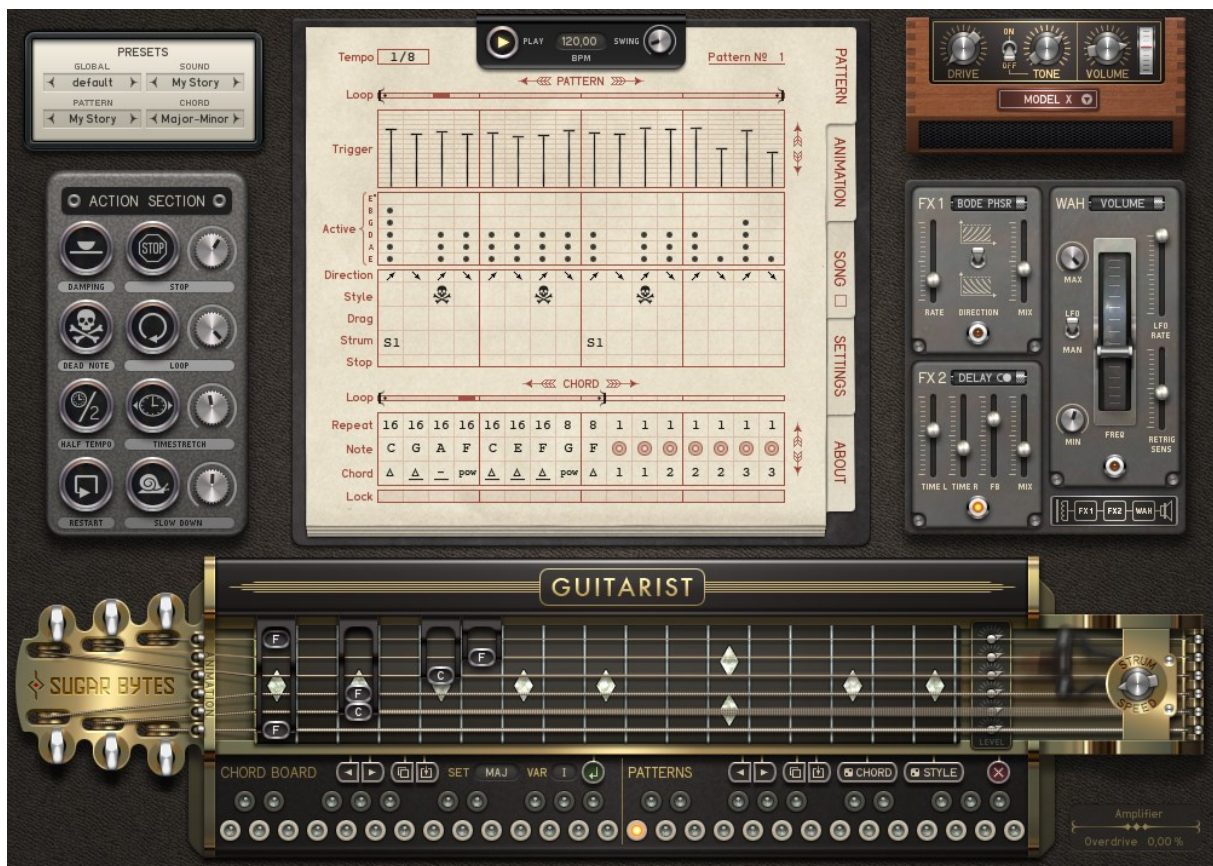 PRESETS
GLOBAL SOUND
default My Story
PATTERN CHORD
My Story Major-Minor
ACTION SECTION
STOP
DAMPING STOP
DEAD NOTE LOOP
/2
HALF TEMPO TIMESTRETCH
RESTART SLOW DOWN
PLAY 120,00 SWING
BPM
Tempo 1/8 Pattern Nº 1
PATTERN
Loop
Trigger
E'
B
G
Active D
A
E
Direction
Style
Drag
Strum S1 S1
Stop
CHORD
Loop
Repeat 16 16 16 16 16 16 16 8 8 1 1 1 1 1 1 1
Note C G A F C E F G F
Chord Δ Δ – pow Δ Δ Δ pow Δ 1 1 2 2 2 3 3
Lock
PATTERN
ANIMATION
SONG
SETTINGS
ABOUT
DRIVE ON OFF TONE VOLUME
MODEL X
FX1 BODE PHSR
RATE DIRECTION MIX
FX2 DELAY C
TIME L TIME R FB MIX
WAH VOLUME
MAX
LFO
MAN
MIN
FREQ
LFO RATE
RETRIG SENS
FX1 FX2 WAH
GUITARIST
SUGAR BYTES
ANIMATION
F
F
C
F
F
C
F
LEVEL
STRUM SPEED
CHORD BOARD SET MAJ VAR I PATTERNS CHORD STYLE
Amplifier
Overdrive 0,00 %